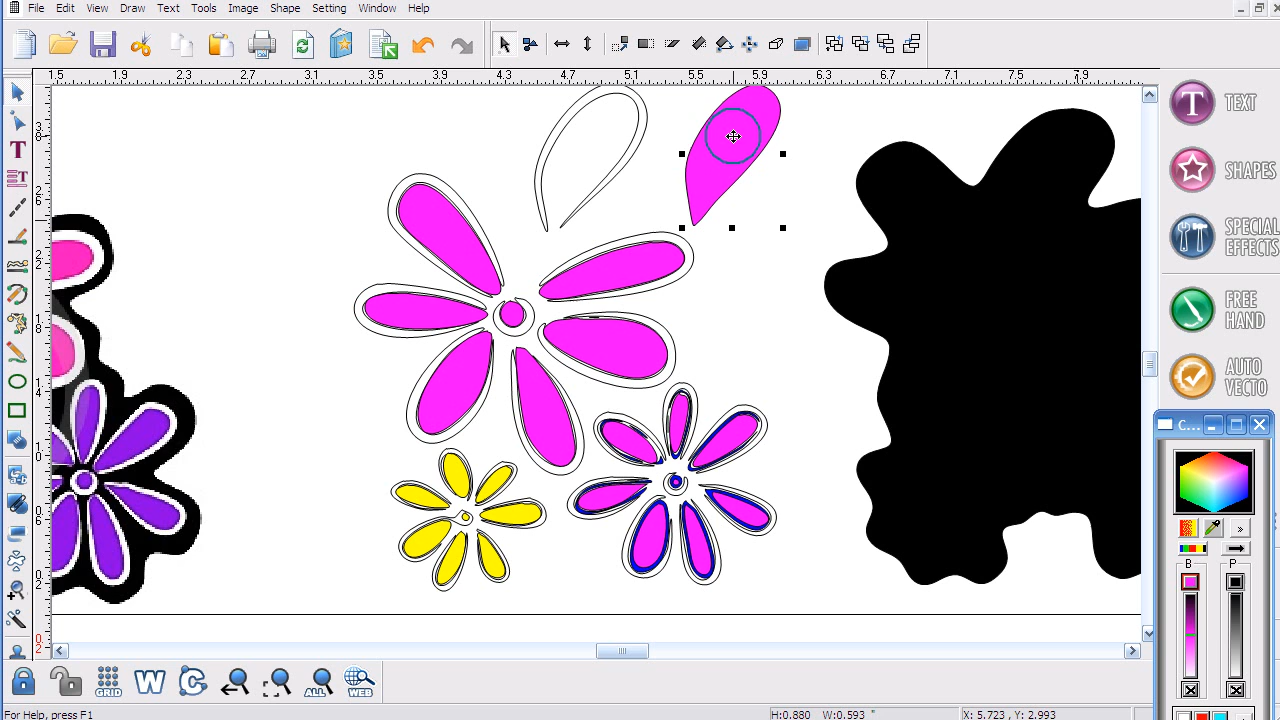 File Edit View Draw Text Tools Image Shape Setting Window Help
1.5 1.9 2.3 2.7 3.1 3.5 4.3 4.7 5.1 5.5 5.9 6.3 6.7 7.1 7.5 7.9
T TEXT
SHAPES
SPECIAL
EFFECTS
FREE
HAND
AUTO
VECTO
C...
B P
GRID W C ALL WEB
For Help, press F1 H:0.880 W:0.593 " X: 5.723 , Y: 2.993